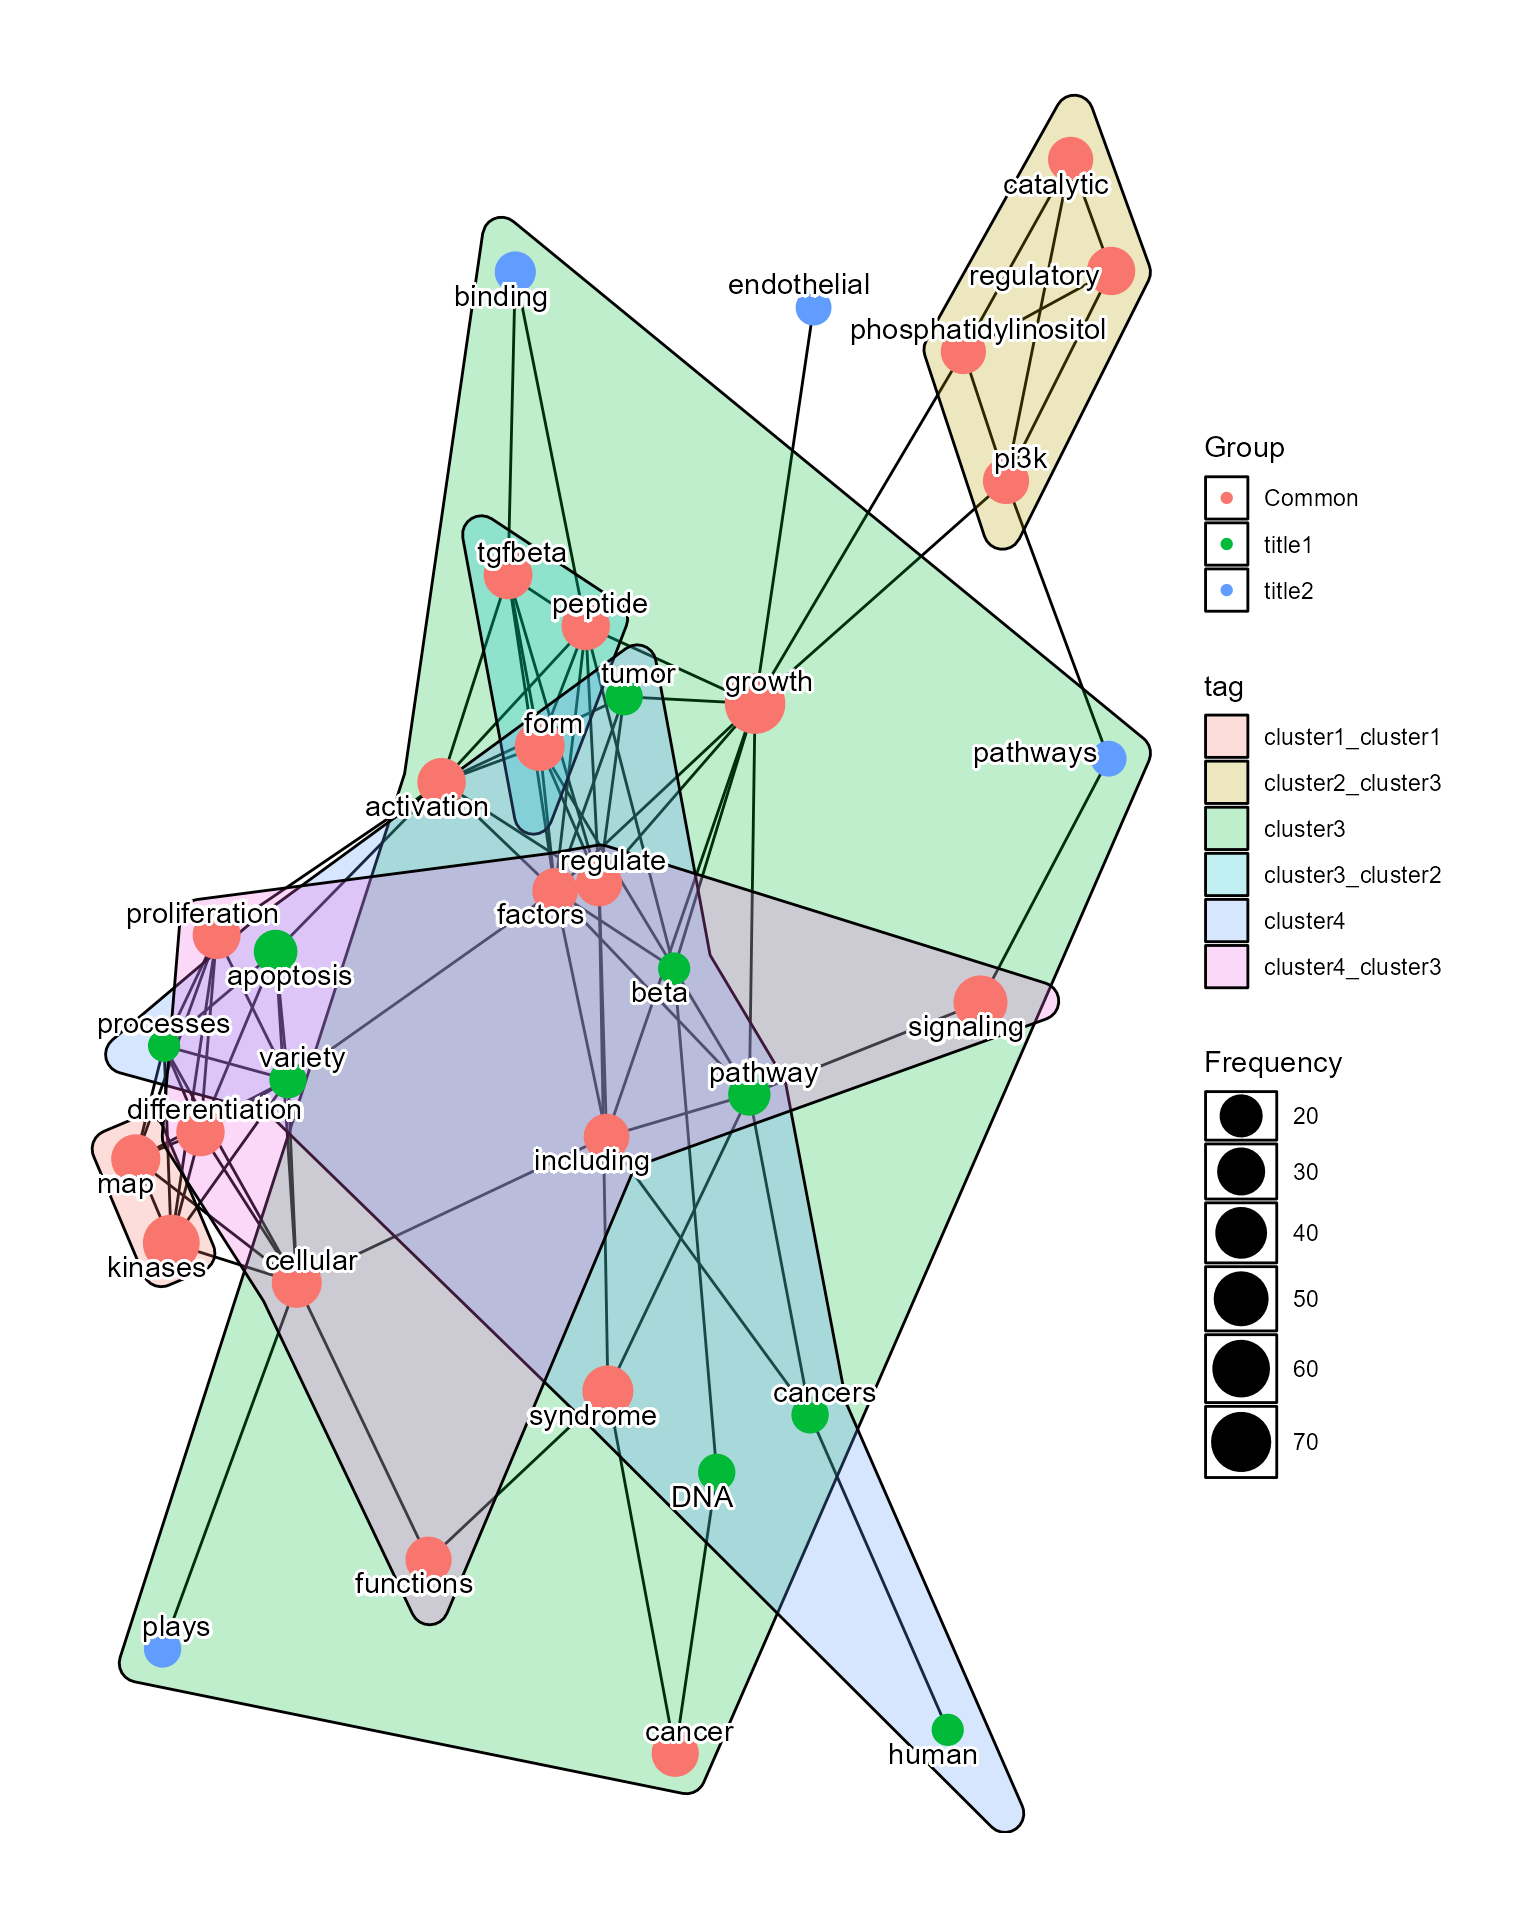 catalytic
regulatory
binding
endothelial
phosphatidylinositol
pi3k
tgfbeta
peptide
tumor
growth
form
pathways
activation
regulate
proliferation
factors
apoptosis
beta
processes
signaling
variety
pathway
differentiation
including
map
cellular
kinases
cancers
syndrome
DNA
functions
plays
cancer
human
Group
Common
title1
title2
tag
cluster1_cluster1
cluster2_cluster3
cluster3
cluster3_cluster2
cluster4
cluster4_cluster3
Frequency
20
30
40
50
60
70